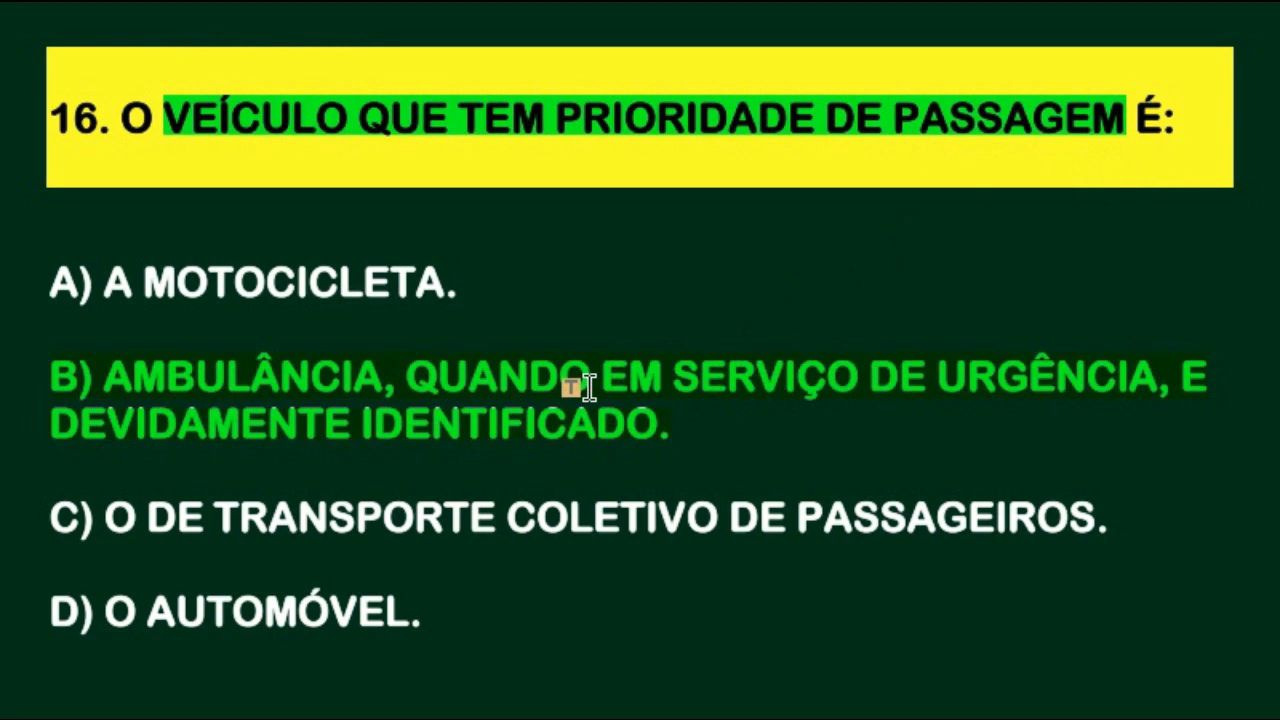 16. O VEÍCULO QUE TEM PRIORIDADE DE PASSAGEM É:
A) A MOTOCICLETA.
B) AMBULÂNCIA, QUANDO EM SERVIÇO DE URGÊNCIA, E
DEVIDAMENTE IDENTIFICADO.
C) O DE TRANSPORTE COLETIVO DE PASSAGEIROS.
D) O AUTOMÓVEL.